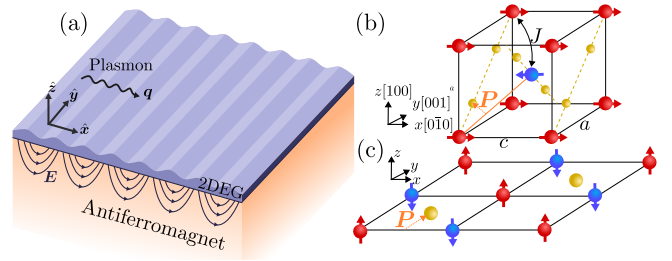 (a)
Plasmon
q
ẑ
ŷ
x̂
E
2DEG
Antiferromagnet
(b)
J
a
z[100]
y[001]
x[01̄0]
P
c
a
(c)
z
y
x
P